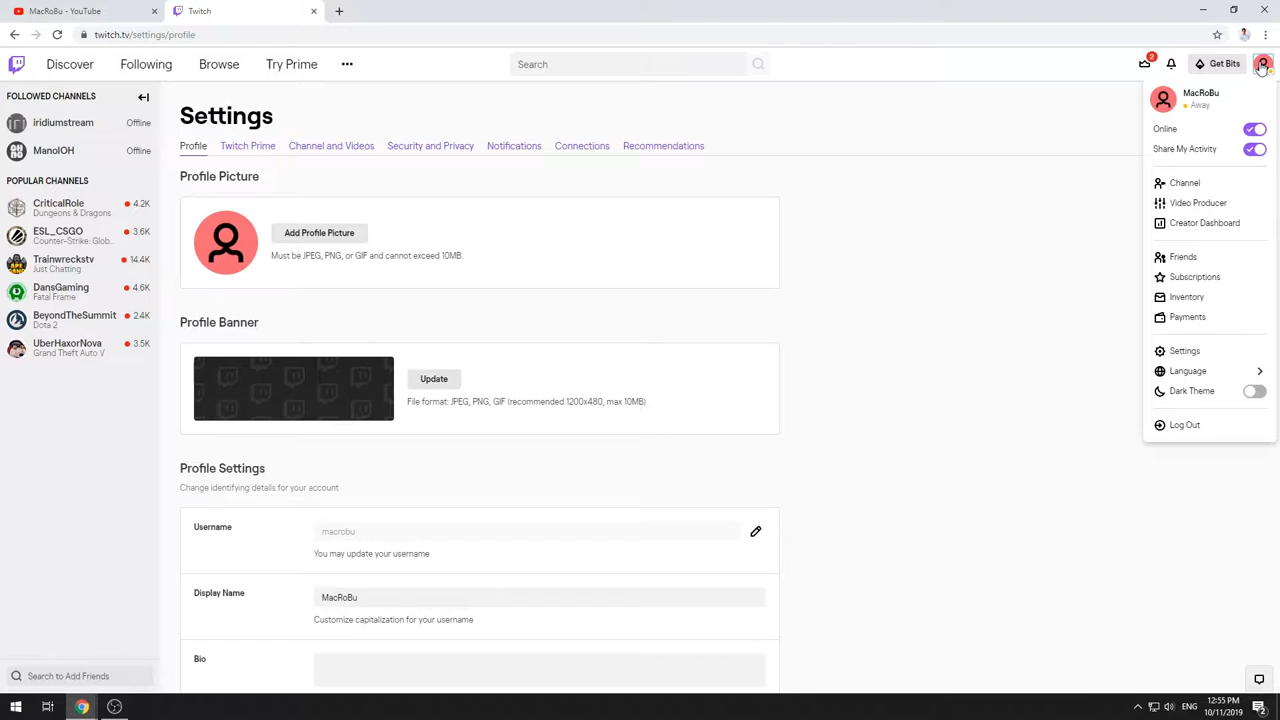 MacRoBu - YouTube
Twitch
twitch.tv/settings/profile
Discover
Following
Browse
Try Prime
Search
2
Get Bits
FOLLOWED CHANNELS
iridiumstream
Offline
ManolOH
Offline
POPULAR CHANNELS
CriticalRole
4.2K
Dungeons & Dragons
ESL_CSGO
3.6K
Counter-Strike: Glob...
Trainwreckstv
14.4K
Just Chatting
DansGaming
4.6K
Fatal Frame
BeyondTheSummit
2.4K
Dota 2
UberHaxorNova
3.5K
Grand Theft Auto V
Search to Add Friends
Settings
Profile
Twitch Prime
Channel and Videos
Security and Privacy
Notifications
Connections
Recommendations
Profile Picture
Add Profile Picture
Must be JPEG, PNG, or GIF and cannot exceed 10MB.
Profile Banner
Update
File format: JPEG, PNG, GIF (recommended 1200x480, max 10MB)
Profile Settings
Change identifying details for your account
Username
macrobu
You may update your username
Display Name
MacRoBu
Customize capitalization for your username
Bio
MacRoBu
Away
Online
Share My Activity
Channel
Video Producer
Creator Dashboard
Friends
Subscriptions
Inventory
Payments
Settings
Language
Dark Theme
Log Out
ENG
12:55 PM
10/11/2019
2